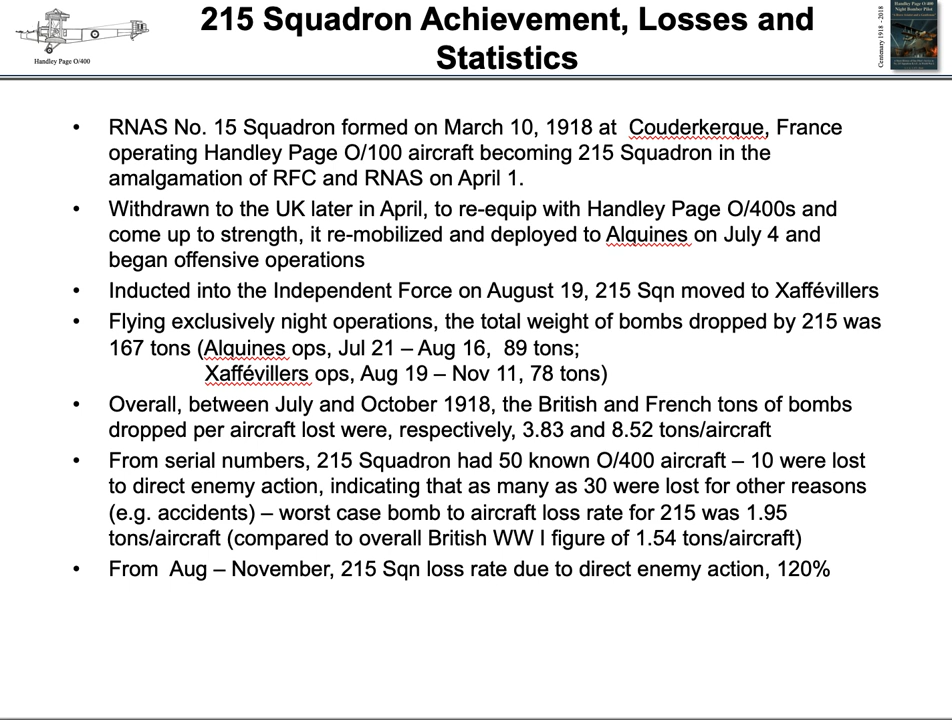 215 Squadron Achievement, Losses and
Statistics
Handley Page O/400
Centenary 1918 - 2018
Handley Page O/400
Night Bomber Pilot
• RNAS No. 15 Squadron formed on March 10, 1918 at  Couderkerque, France
operating Handley Page O/100 aircraft becoming 215 Squadron in the
amalgamation of RFC and RNAS on April 1.
• Withdrawn to the UK later in April, to re-equip with Handley Page O/400s and
come up to strength, it re-mobilized and deployed to Alquines on July 4 and
began offensive operations
• Inducted into the Independent Force on August 19, 215 Sqn moved to Xaffévillers
• Flying exclusively night operations, the total weight of bombs dropped by 215 was
167 tons (Alquines ops, Jul 21 – Aug 16,  89 tons;
Xaffévillers ops, Aug 19 – Nov 11, 78 tons)
• Overall, between July and October 1918, the British and French tons of bombs
dropped per aircraft lost were, respectively, 3.83 and 8.52 tons/aircraft
• From serial numbers, 215 Squadron had 50 known O/400 aircraft – 10 were lost
to direct enemy action, indicating that as many as 30 were lost for other reasons
(e.g. accidents) – worst case bomb to aircraft loss rate for 215 was 1.95
tons/aircraft (compared to overall British WW I figure of 1.54 tons/aircraft)
• From  Aug – November, 215 Sqn loss rate due to direct enemy action, 120%